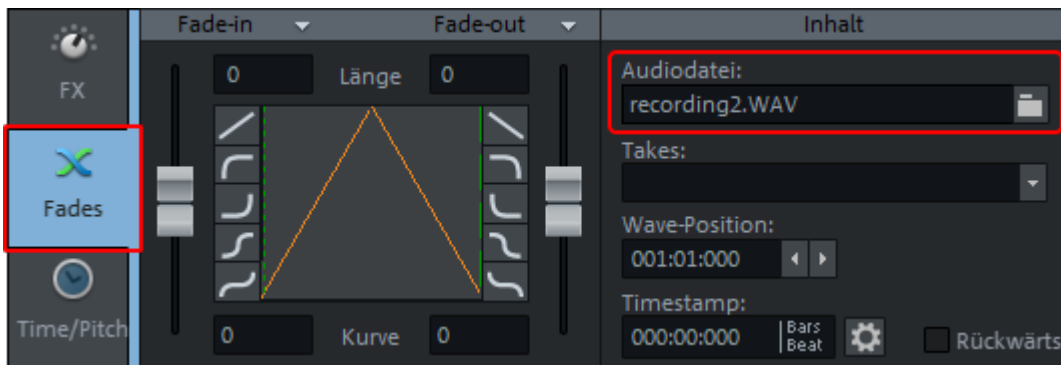 FX
Fades
Time/Pitch
Fade-in Fade-out
0 Länge 0
0 Kurve 0
Inhalt
Audiodatei:
recording2.WAV
Takes:
Wave-Position:
001:01:000
Timestamp:
000:00:000 Bars
Beat Rückwärts